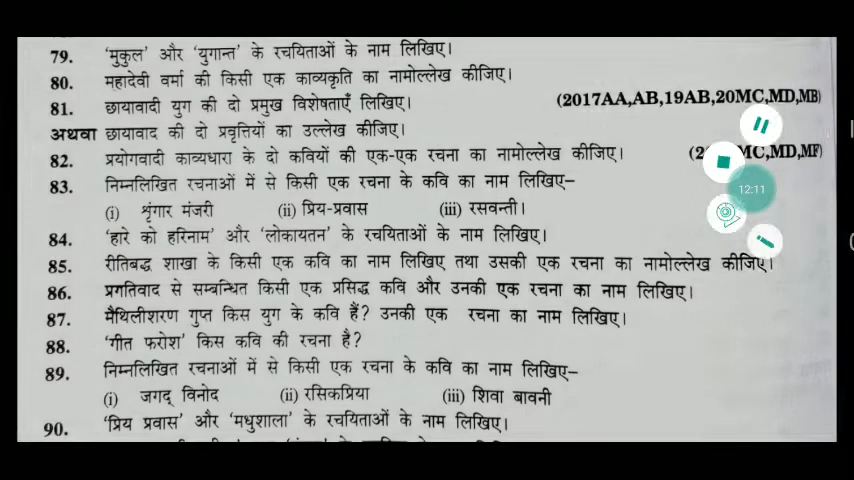 79. 'मुकुल' और 'युगान्त' के रचयिताओं के नाम लिखिए।
80. महादेवी वर्मा की किसी एक काव्यकृति का नामोल्लेख कीजिए।
81. छायावादी युग की दो प्रमुख विशेषताएँ लिखिए। (2017AA,AB,19AB,20MC,MD,MB)
अथवा छायावाद की दो प्रवृत्तियों का उल्लेख कीजिए।
82. प्रयोगवादी काव्यधारा के दो कवियों की एक-एक रचना का नामोल्लेख कीजिए। MC,MD,MF)
83. निम्नलिखित रचनाओं में से किसी एक रचना के कवि का नाम लिखिए–
(i) शृंगार मंजरी (ii) प्रिय-प्रवास (iii) रसवन्ती।
12:11
84. 'हारे को हरिनाम' और 'लोकायतन' के रचयिताओं के नाम लिखिए।
85. रीतिबद्ध शाखा के किसी एक कवि का नाम लिखिए तथा उसकी एक रचना का नामोल्लेख कीजिए।
86. प्रगतिवाद से सम्बन्धित किसी एक प्रसिद्ध कवि और उनकी एक रचना का नाम लिखिए।
87. मैथिलीशरण गुप्त किस युग के कवि हैं? उनकी एक रचना का नाम लिखिए।
88. 'गीत फरोश' किस कवि की रचना है?
89. निम्नलिखित रचनाओं में से किसी एक रचना के कवि का नाम लिखिए–
(i) जगद् विनोद (ii) रसिकप्रिया (iii) शिवा बावनी
90. 'प्रिय प्रवास' और 'मधुशाला' के रचयिताओं के नाम लिखिए।